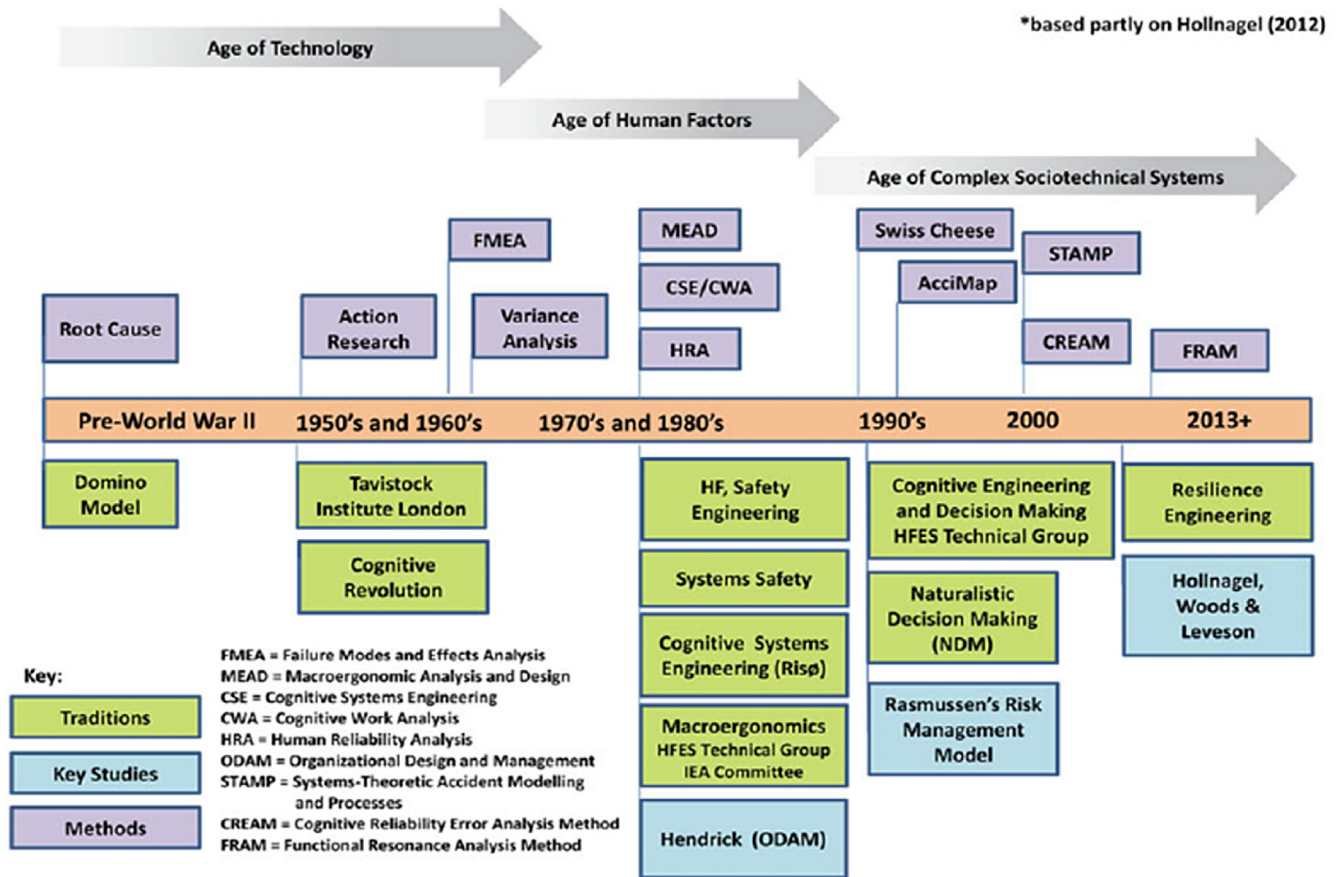 *based partly on Hollnagel (2012)
Age of Technology
Age of Human Factors
Age of Complex Sociotechnical Systems
Root Cause
Action
Research
FMEA
Variance
Analysis
MEAD
CSE/CWA
HRA
Swiss Cheese
AcciMap
STAMP
CREAM
FRAM
Pre-World War II
1950's and 1960's
1970's and 1980's
1990's
2000
2013+
Domino
Model
Tavistock
Institute London
Cognitive
Revolution
HF, Safety
Engineering
Systems Safety
Cognitive Systems
Engineering (Risø)
Macroergonomics
HFES Technical Group
IEA Committee
Hendrick (ODAM)
Cognitive Engineering
and Decision Making
HFES Technical Group
Naturalistic
Decision Making
(NDM)
Rasmussen's Risk
Management
Model
Resilience
Engineering
Hollnagel,
Woods &
Leveson
Key:
Traditions
Key Studies
Methods
FMEA = Failure Modes and Effects Analysis
MEAD = Macroergonomic Analysis and Design
CSE = Cognitive Systems Engineering
CWA = Cognitive Work Analysis
HRA = Human Reliability Analysis
ODAM = Organizational Design and Management
STAMP = Systems-Theoretic Accident Modelling
and Processes
CREAM = Cognitive Reliability Error Analysis Method
FRAM = Functional Resonance Analysis Method